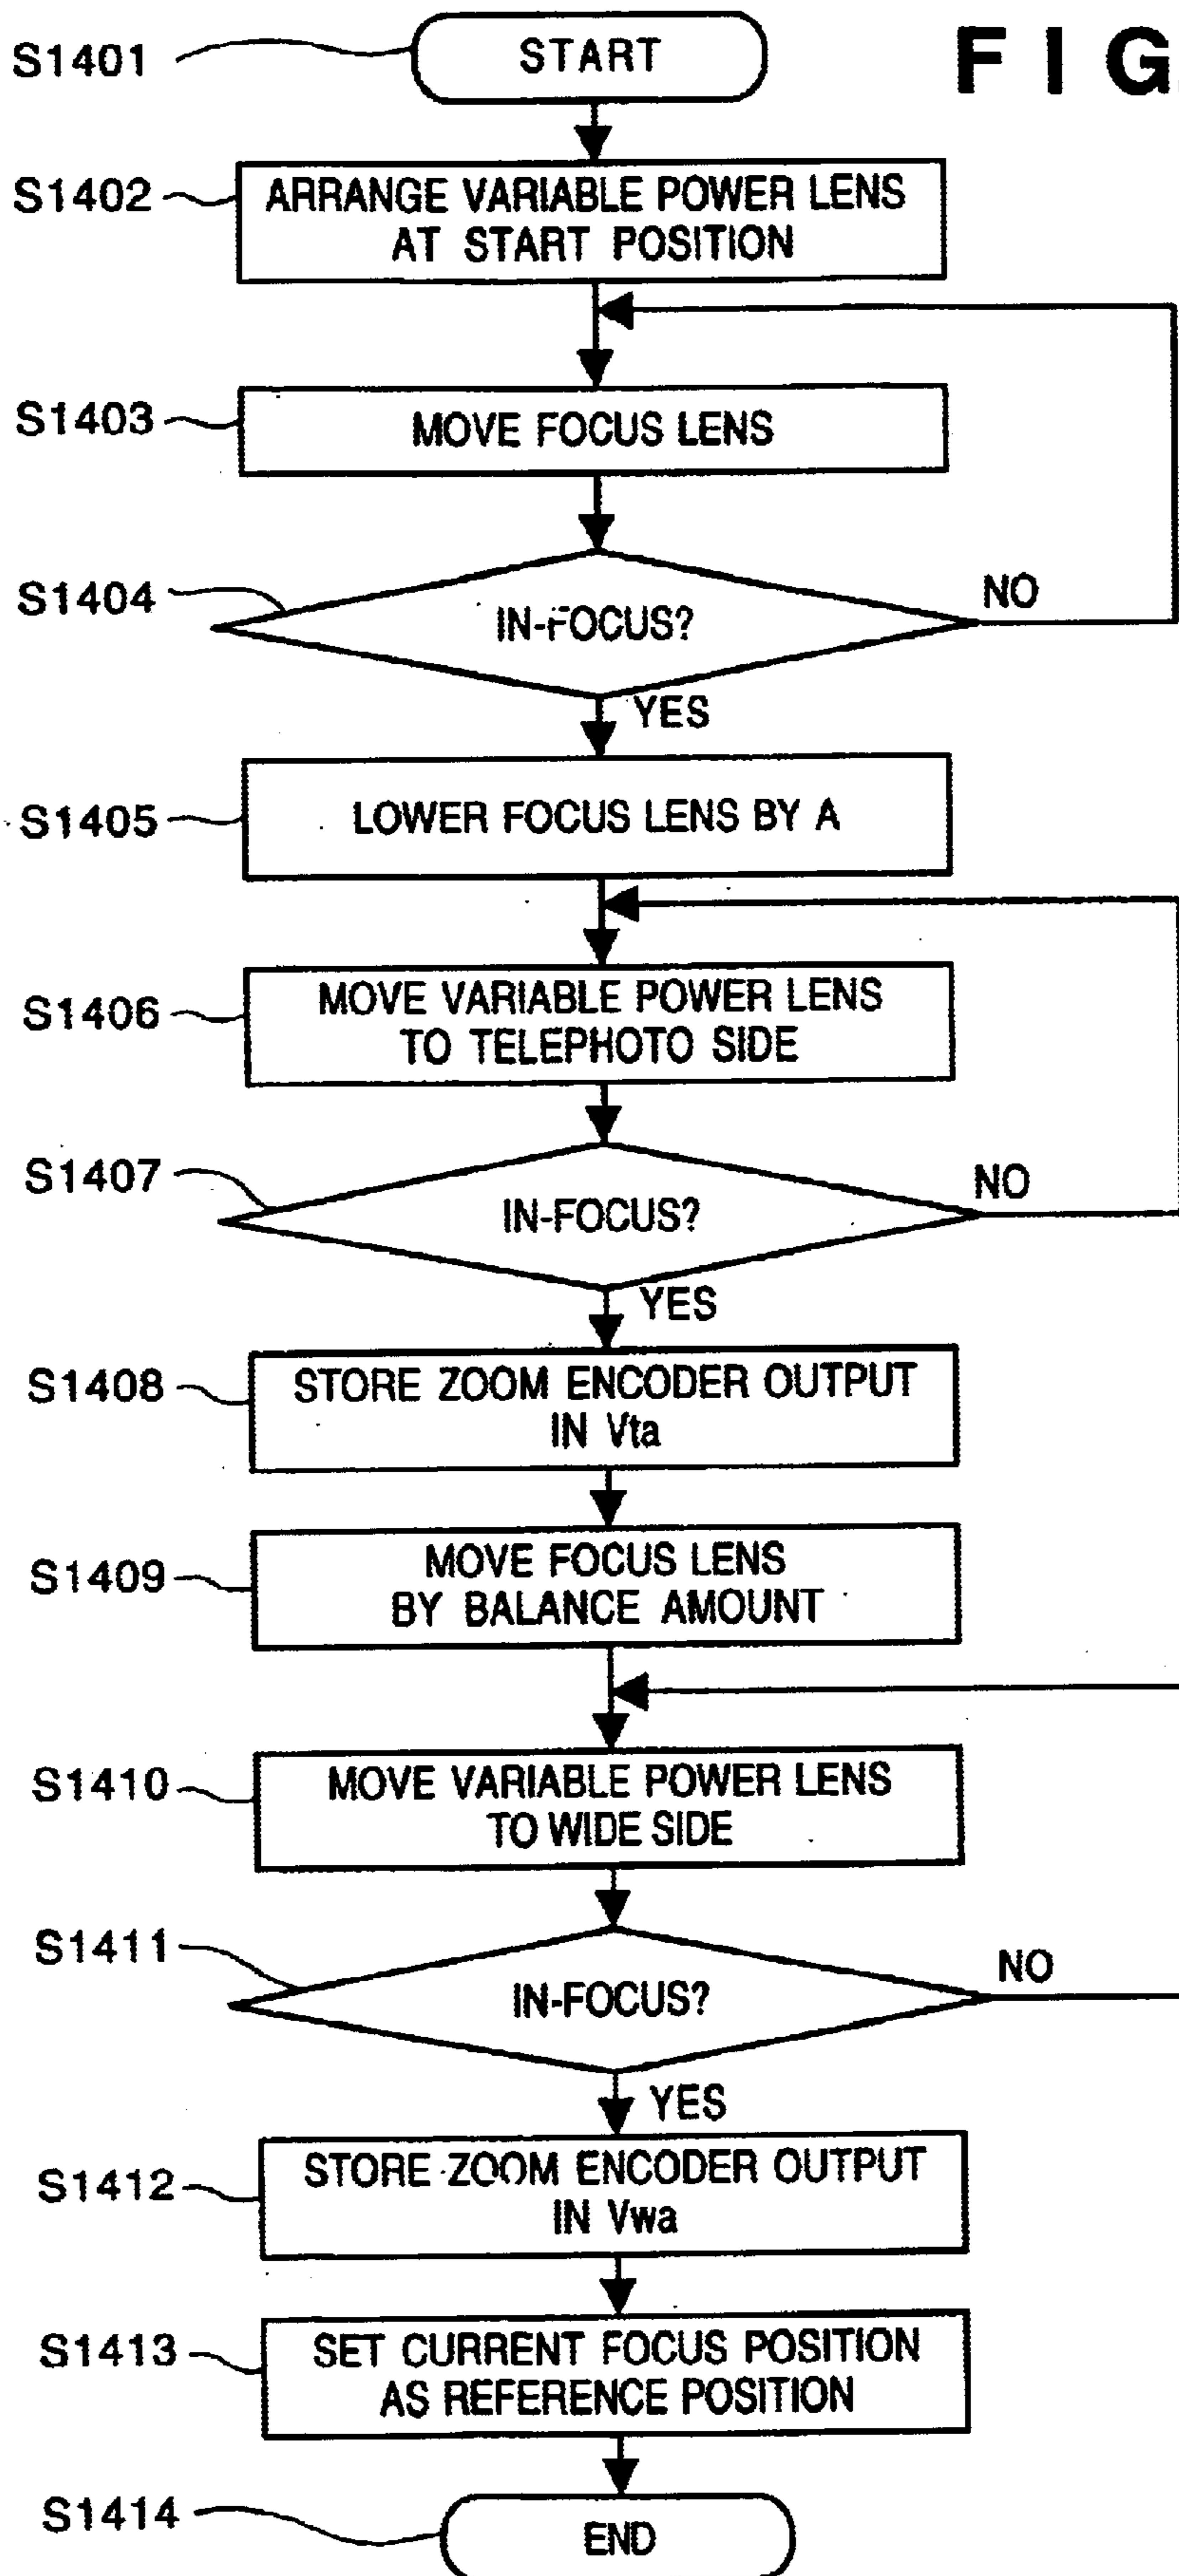 F I G.
S1401
START
S1402
ARRANGE VARIABLE POWER LENS
AT START POSITION
S1403
MOVE FOCUS LENS
S1404
IN-FOCUS?
NO
YES
S1405
LOWER FOCUS LENS BY A
S1406
MOVE VARIABLE POWER LENS
TO TELEPHOTO SIDE
S1407
IN-FOCUS?
NO
YES
S1408
STORE ZOOM ENCODER OUTPUT
IN Vta
S1409
MOVE FOCUS LENS
BY BALANCE AMOUNT
S1410
MOVE VARIABLE POWER LENS
TO WIDE SIDE
S1411
IN-FOCUS?
NO
YES
S1412
STORE ZOOM ENCODER OUTPUT
IN Vwa
S1413
SET CURRENT FOCUS POSITION
AS REFERENCE POSITION
S1414
END